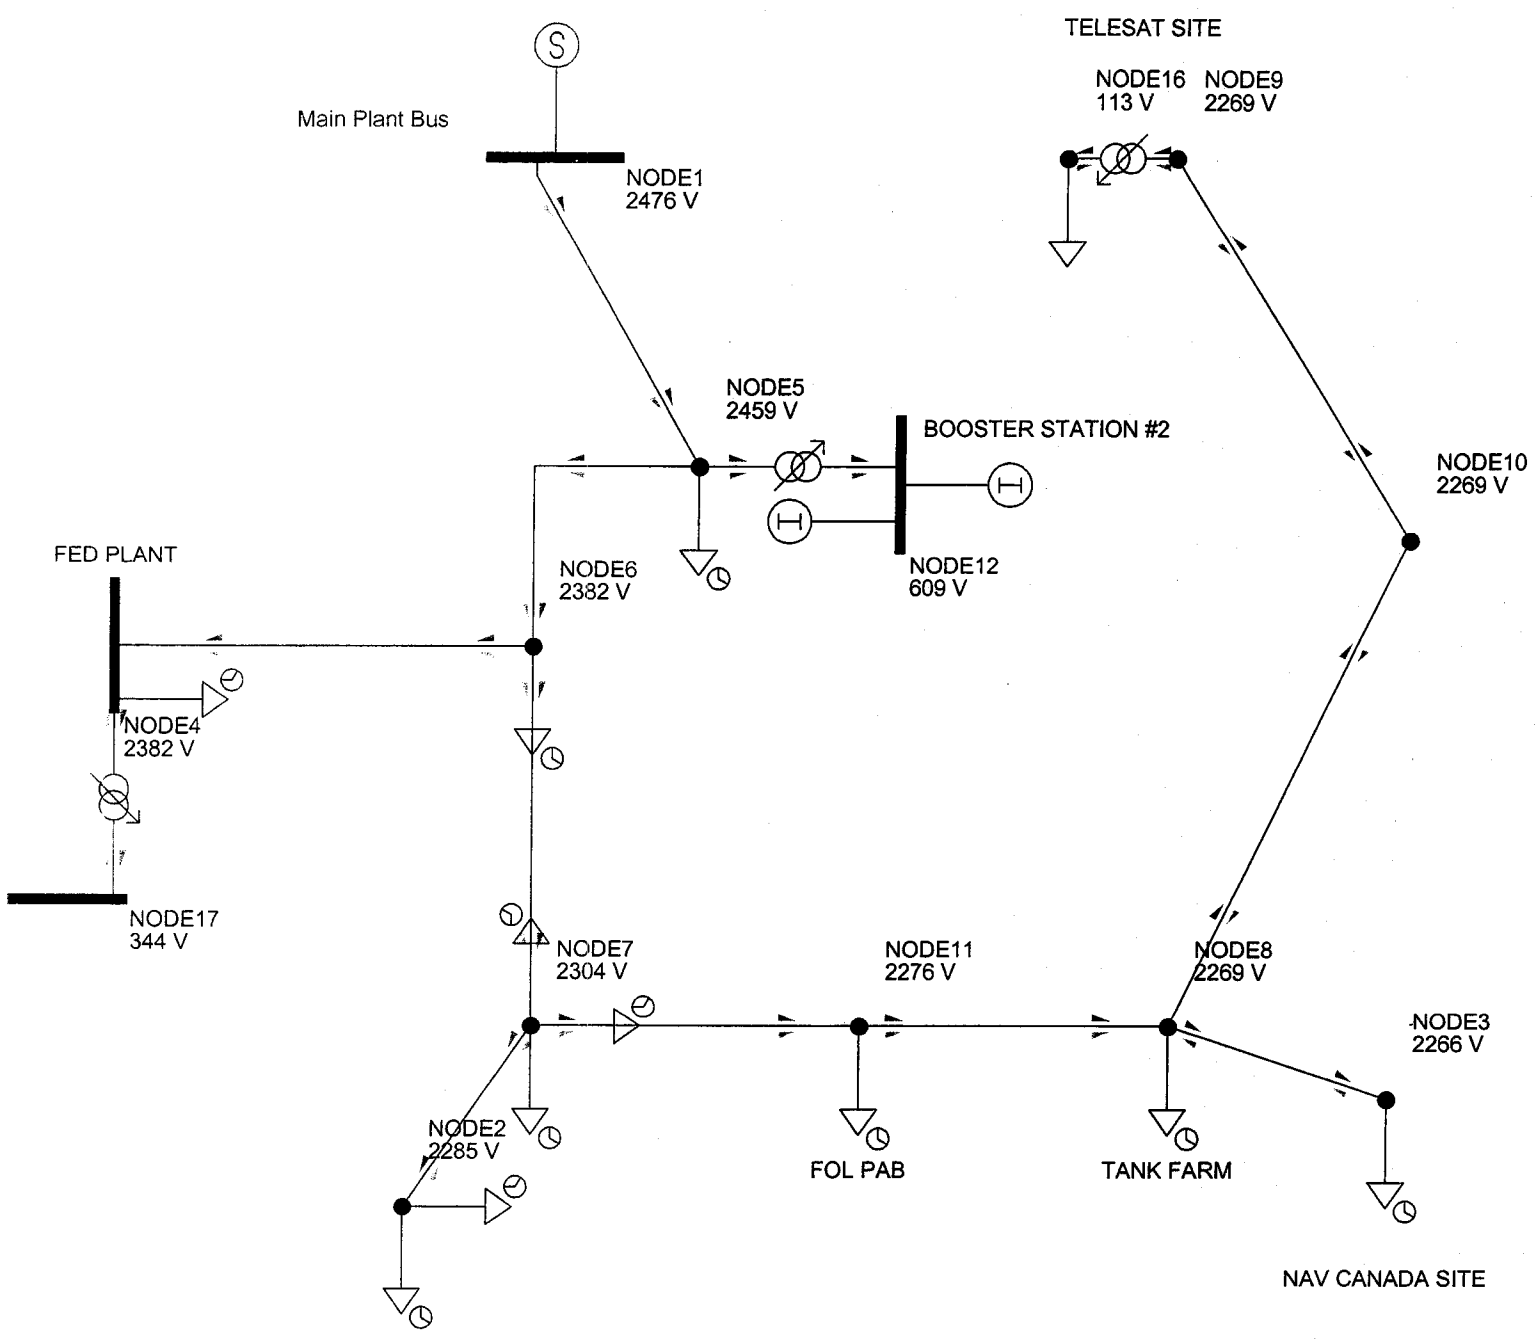 TELESAT SITE
NODE16
113 V
NODE9
2269 V
S
Main Plant Bus
NODE1
2476 V
NODE5
2459 V
BOOSTER STATION #2
NODE10
2269 V
FED PLANT
NODE6
2382 V
NODE12
609 V
NODE4
2382 V
NODE17
344 V
NODE7
2304 V
NODE11
2276 V
NODE8
2269 V
NODE3
2266 V
NODE2
2285 V
FOL PAB
TANK FARM
NAV CANADA SITE